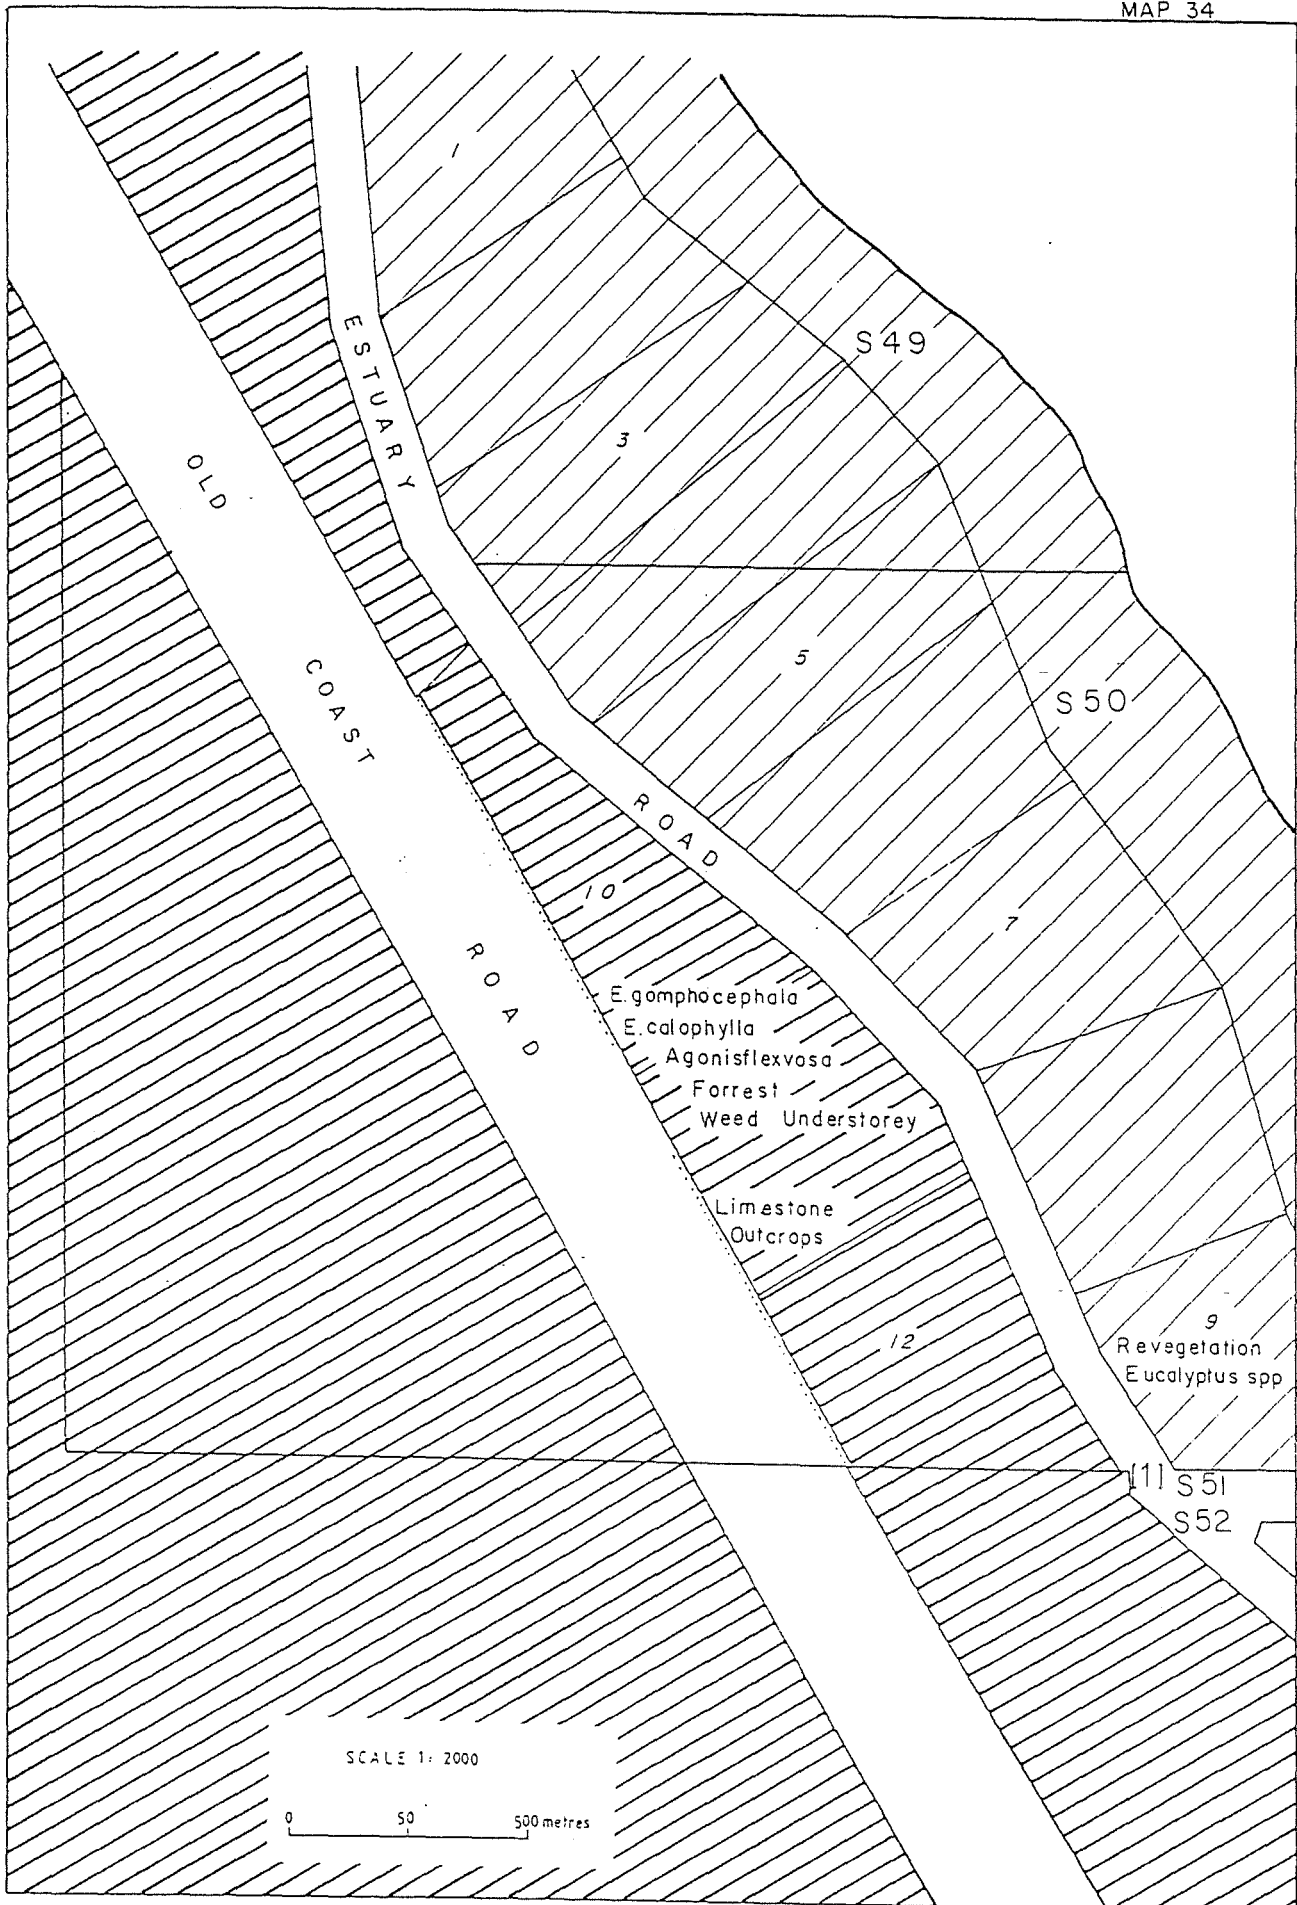 MAP 34
1
S49
ESTUARY
3
OLD
5
COAST
S50
ROAD
10
7
ROAD
E.gomphocephala
E.calophylla
Agonisflexvosa
Forrest
Weed Understorey
Limestone
Outcrops
9
12
Revegetation
Eucalyptus spp
[1] S51
S52
SCALE 1: 2000
0 50 500 metres